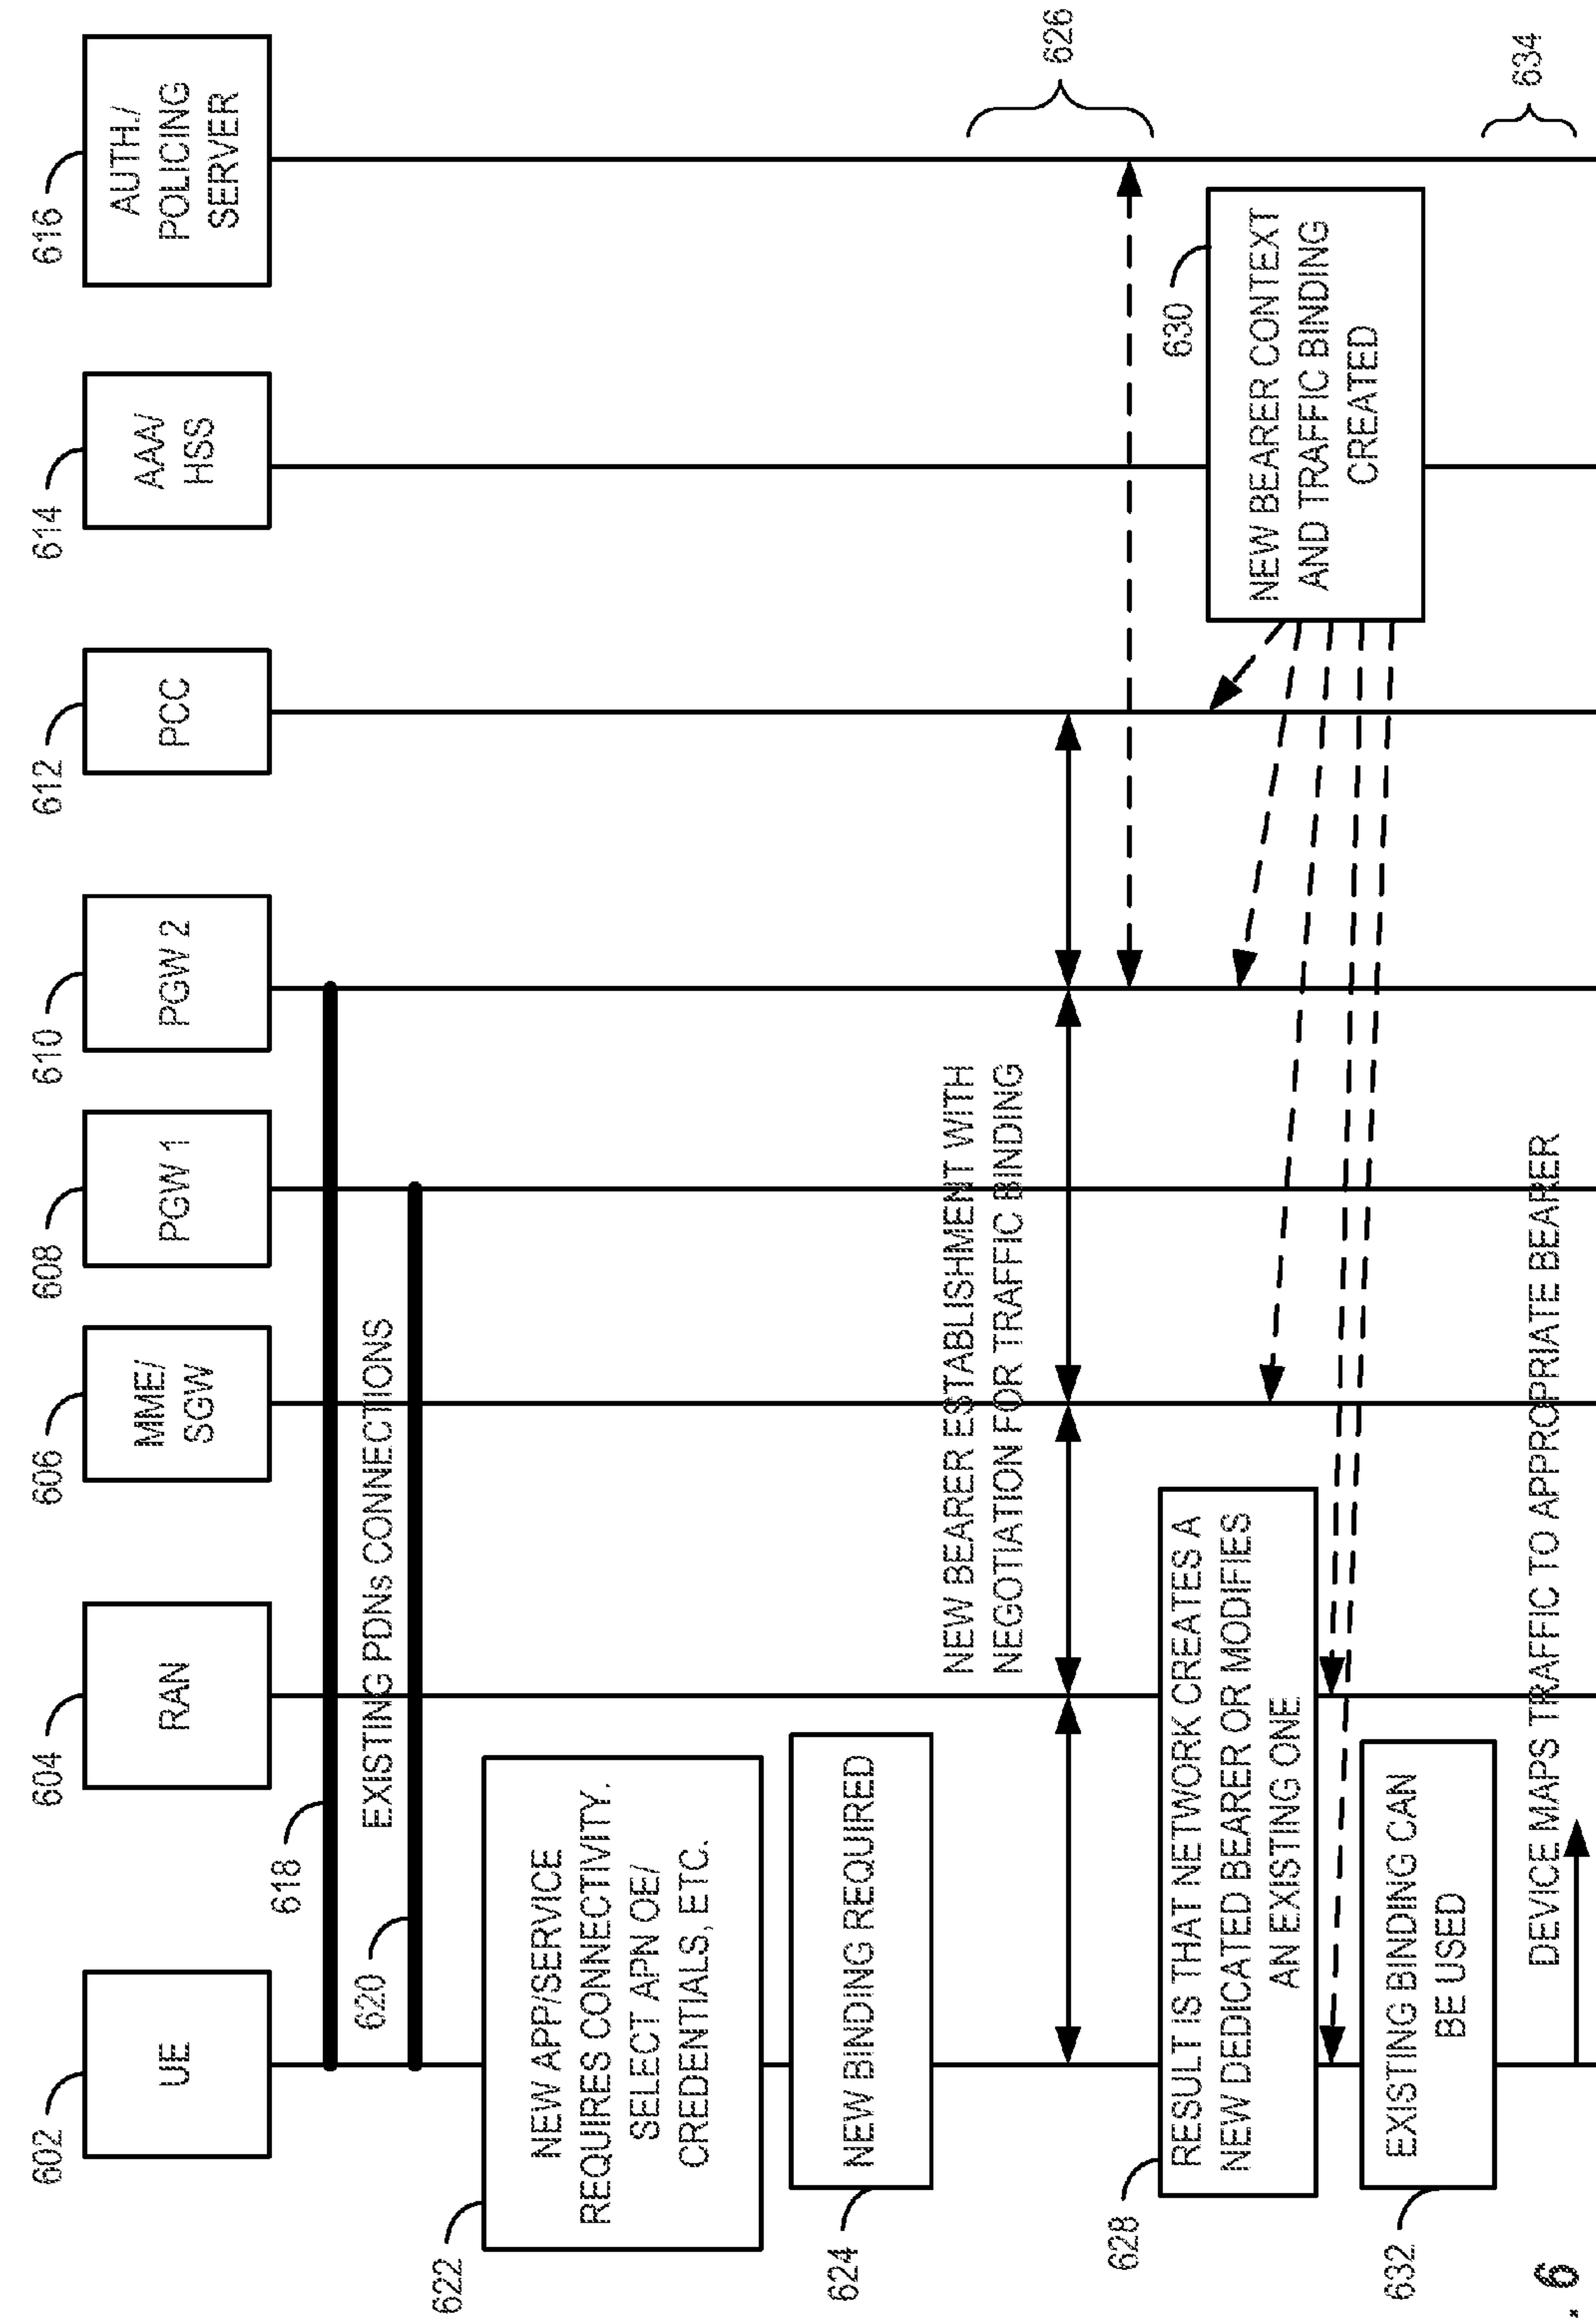 602
UE
604
RAN
606
MME/
SGW
608
PGW 1
610
PGW 2
612
PCC
614
AAA/
HSS
616
AUTH./
POLICING
SERVER
618
EXISTING PDNs CONNECTIONS
620
622
NEW APP/SERVICE
REQUIRES CONNECTIVITY.
SELECT APN OE/
CREDENTIALS, ETC.
624
NEW BINDING REQUIRED
NEW BEARER ESTABLISHMENT WITH
NEGOTIATION FOR TRAFFIC BINDING
626
628
RESULT IS THAT NETWORK CREATES A
NEW DEDICATED BEARER OR MODIFIES
AN EXISTING ONE
630
NEW BEARER CONTEXT
AND TRAFFIC BINDING
CREATED
632
EXISTING BINDING CAN
BE USED
DEVICE MAPS TRAFFIC TO APPROPRIATE BEARER
634
. 6